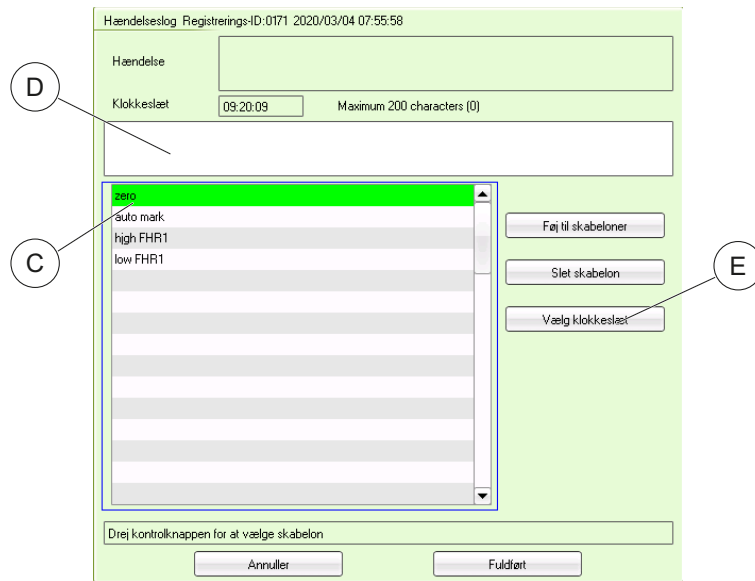 Hændelseslog Registrerings-ID:0171 2020/03/04 07:55:58
Hændelse
D
Klokkeslæt 09:20:09 Maximum 200 characters (0)
zero
auto mark
high FHR1
low FHR1
Føj til skabeloner
C
Slet skabelon
E
Vælg klokkeslæt
Drej kontrolknappen for at vælge skabelon
Annuller Fuldført